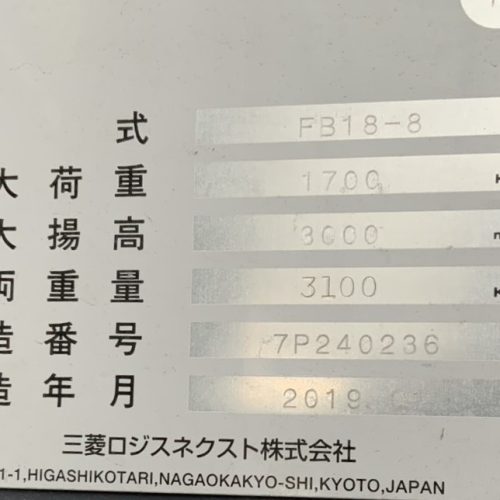 式 FB18-8
大荷重 1700 K
大揚高 3000
両重量 3100 K
造番号 7P240236
造年月 2019.
三菱ロジスネクスト株式会社
1-1,HIGASHIKOTARI,NAGAOKAKYO-SHI,KYOTO,JAPAN